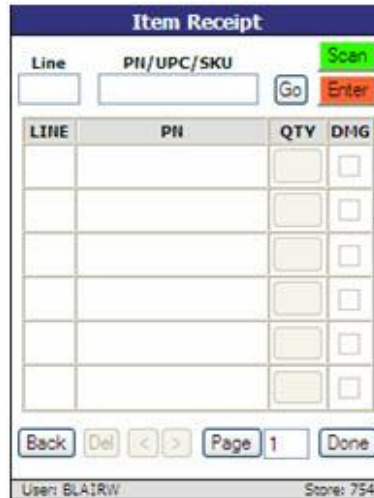 Item Receipt
Line PN/UPC/SKU Scan
Go Enter
LINE PN QTY DMG
Back Del < > Page 1 Done
User: BLAIRW Store: 754